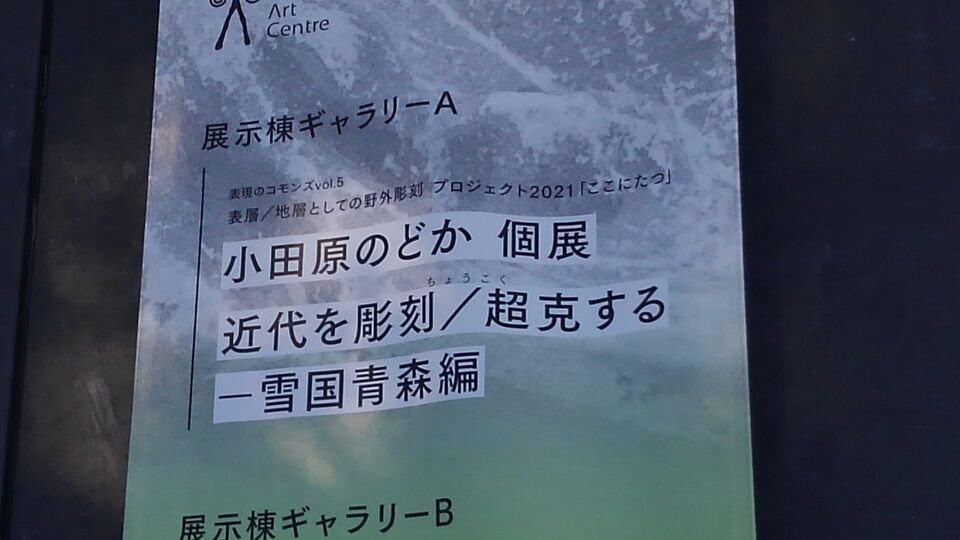 Art
Centre
展示棟ギャラリーA
表現のコモンズvol.5
表層／地層としての野外彫刻 プロジェクト2021「ここにたつ」
小田原のどか 個展
ちょうこく
近代を彫刻／超克する
－雪国青森編
展示棟ギャラリーB